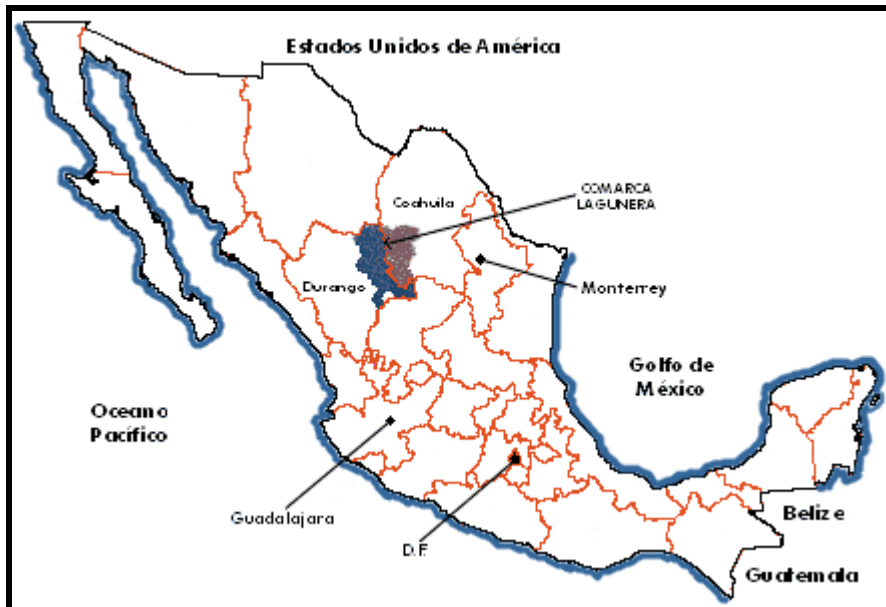 Estados Unidos de América
COMARCA
LAGUNERA
Coahuila
Durango
Monterrey
Golfo de
México
Oceano
Pacífico
Guadalajara
D.F.
Belize
Guatemala